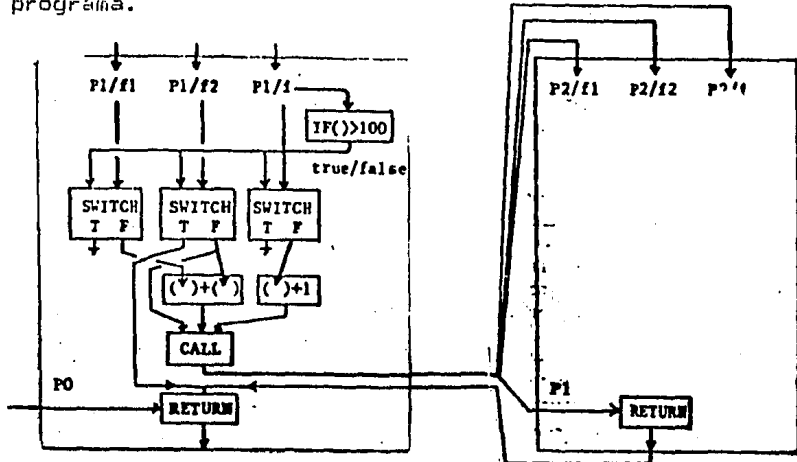 programa.
P1/f1 P1/f2 P1/i
P2/f1 P2/f2
IF()>100
true/false
SWITCH SWITCH SWITCH
T F T F T F
( )+( ) ( )+1
CALL
P0 P1
RETURN RETURN